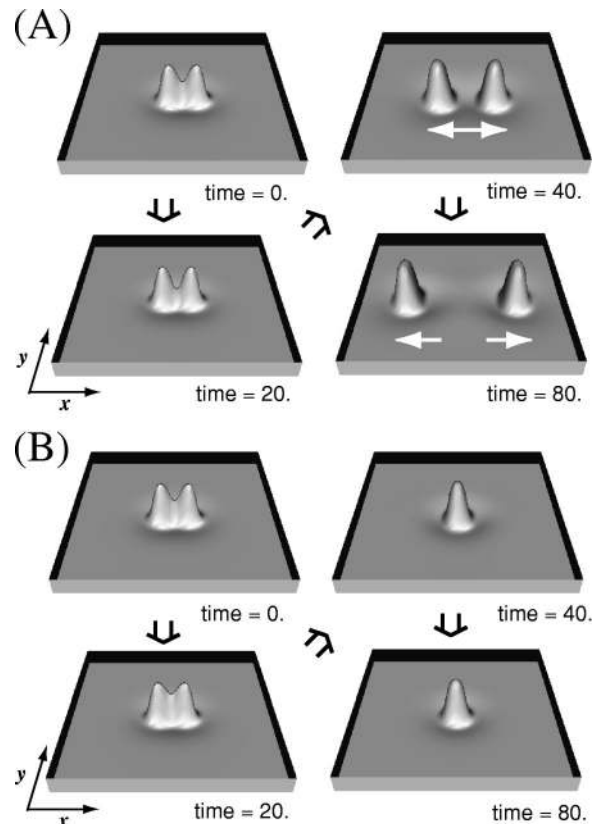 (A)
time = 0.
time = 40.
y
x
time = 20.
time = 80.
(B)
time = 0.
time = 40.
y
x
time = 20.
time = 80.